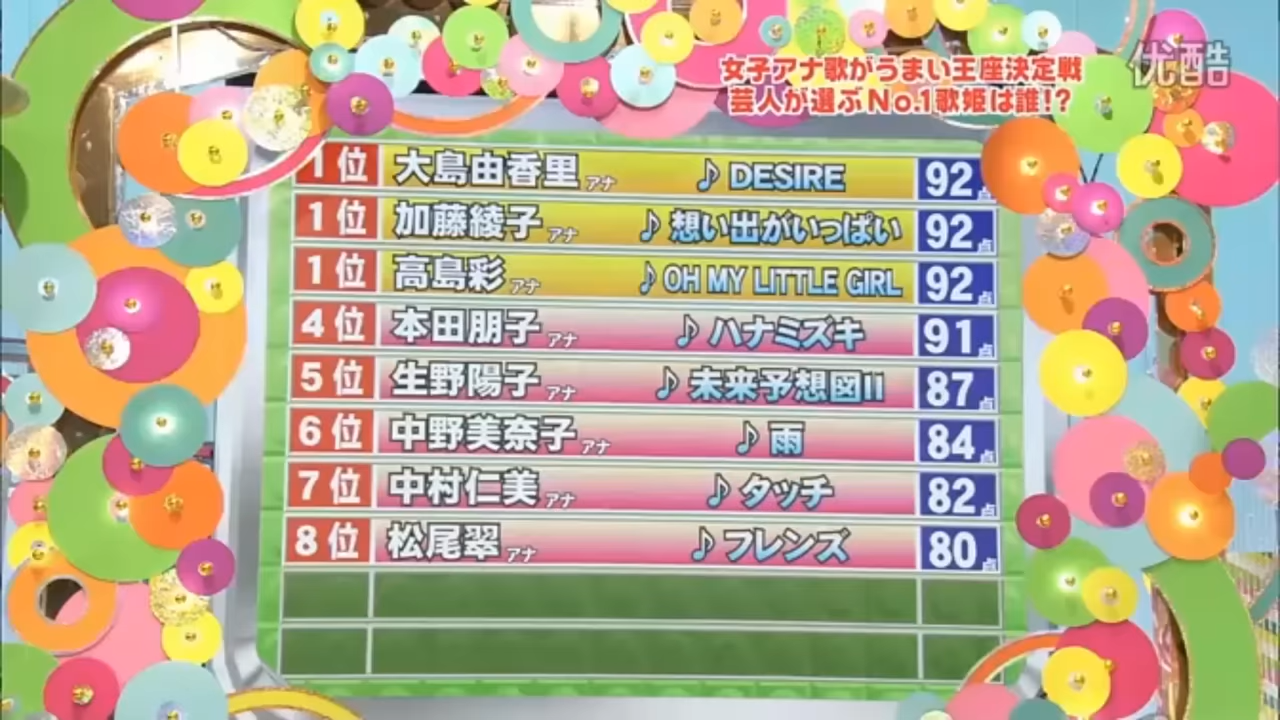 优酷
女子アナ歌がうまい王座決定戦
芸人が選ぶNo.1歌姫は誰!?
1位 大島由香里アナ ♪DESIRE 92点
1位 加藤綾子アナ ♪想い出がいっぱい 92点
1位 高島彩アナ ♪OH MY LITTLE GIRL 92点
4位 本田朋子アナ ♪ハナミズキ 91点
5位 生野陽子アナ ♪未来予想図II 87点
6位 中野美奈子アナ ♪雨 84点
7位 中村仁美アナ ♪タッチ 82点
8位 松尾翠アナ ♪フレンズ 80点